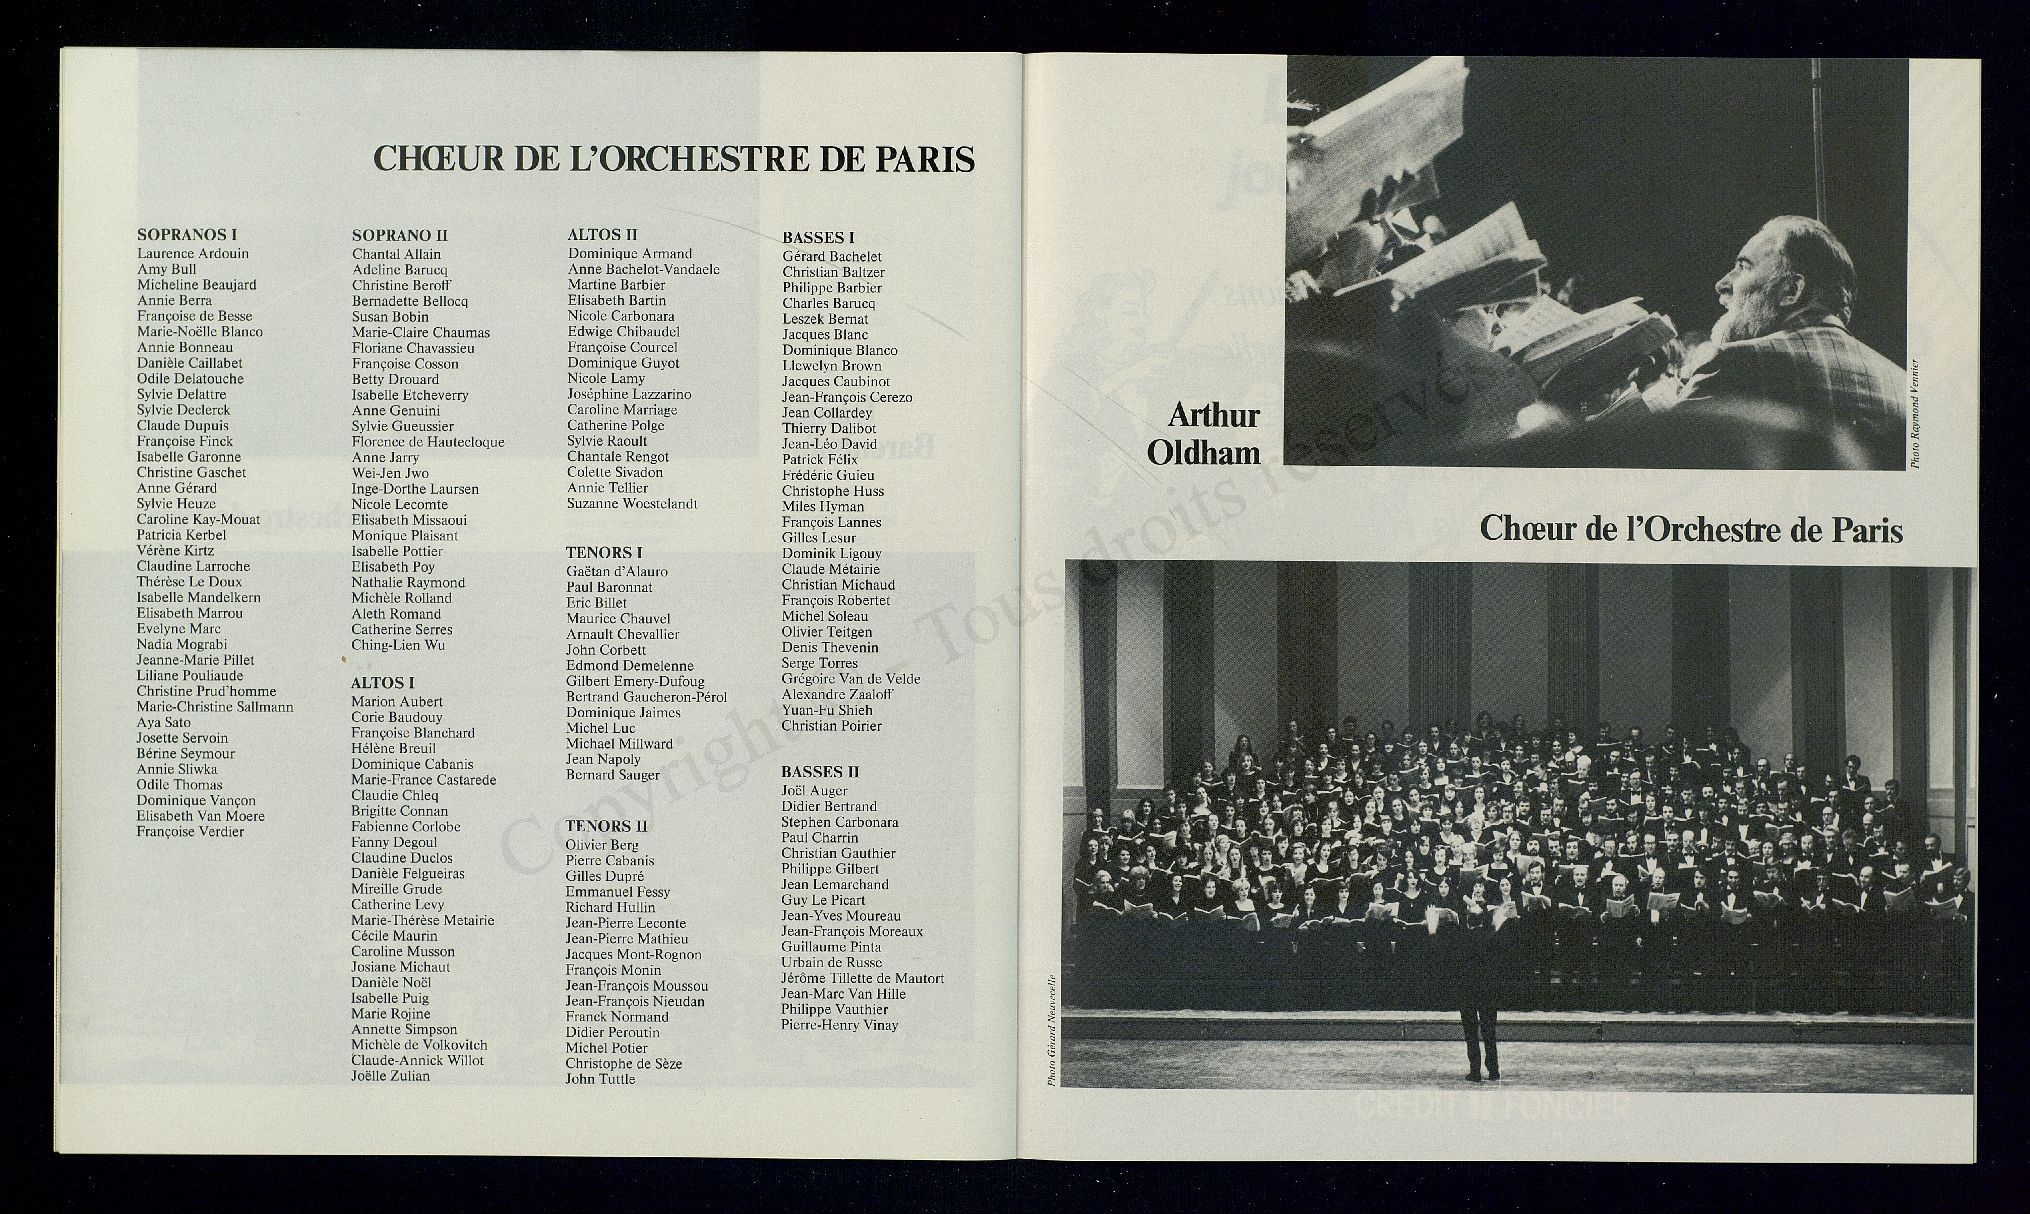 CHŒUR DE L'ORCHESTRE DE PARIS
SOPRANOS I
Laurence Ardouin
Amy Bull
Micheline Beaujard
Annie Berra
Françoise de Besse
Marie-Noëlle Blanco
Annie Bonneau
Danièle Caillabet
Odile Delatouche
Sylvie Delattre
Sylvie Declerck
Claude Dupuis
Françoise Finck
Isabelle Garonne
Christine Gaschet
Anne Gérard
Sylvie Heuze
Caroline Kay-Mouat
Patricia Kerbel
Vérène Kirtz
Claudine Larroche
Thérèse Le Doux
Isabelle Mandelkern
Elisabeth Marrou
Evelyne Marc
Nadia Mograbi
Jeanne-Marie Pillet
Liliane Pouliaude
Christine Prud'homme
Marie-Christine Sallmann
Aya Sato
Josette Servoin
Bérine Seymour
Annie Sliwka
Odile Thomas
Dominique Vançon
Elisabeth Van Moere
Françoise Verdier
SOPRANO II
Chantal Allain
Adeline Barucq
Christine Beroff
Bernadette Bellocq
Susan Bobin
Marie-Claire Chaumas
Floriane Chavassieu
Françoise Cosson
Betty Drouard
Isabelle Etcheverry
Anne Genuini
Sylvie Gueussier
Florence de Hautecloque
Anne Jarry
Wei-Jen Jwo
Inge-Dorthe Laursen
Nicole Lecomte
Elisabeth Missaoui
Monique Plaisant
Isabelle Pottier
Elisabeth Poy
Nathalie Raymond
Michèle Rolland
Aleth Romand
Catherine Serres
Ching-Lien Wu
ALTOS I
Marion Aubert
Corie Baudouy
Françoise Blanchard
Hélène Breuil
Dominique Cabanis
Marie-France Castarede
Claudie Chleq
Brigitte Connan
Fabienne Corlobe
Fanny Degoul
Claudine Duclos
Danièle Felgueiras
Mireille Grude
Catherine Levy
Marie-Thérèse Metairie
Cécile Maurin
Caroline Musson
Josiane Michaut
Danièle Noël
Isabelle Puig
Marie Rojine
Annette Simpson
Michèle de Volkovitch
Claude-Annick Willot
Joëlle Zulian
ALTOS II
Dominique Armand
Anne Bachelot-Vandaele
Martine Barbier
Elisabeth Bartin
Nicole Carbonara
Edwige Chibaudel
Françoise Courcel
Dominique Guyot
Nicole Lamy
Joséphine Lazzarino
Caroline Marriage
Catherine Polge
Sylvie Raoult
Chantale Rengot
Colette Sivadon
Annie Tellier
Suzanne Woestelandt
TENORS I
Gaëtan d'Alauro
Paul Baronnat
Eric Billet
Maurice Chauvel
Arnault Chevallier
John Corbett
Edmond Demelenne
Gilbert Emery-Dufoug
Bertrand Gaucheron-Pérol
Dominique Jaimes
Michel Luc
Michael Millward
Jean Napoly
Bernard Sauger
TENORS II
Olivier Berg
Pierre Cabanis
Gilles Dupré
Emmanuel Fessy
Richard Hullin
Jean-Pierre Leconte
Jean-Pierre Mathieu
Jacques Mont-Rognon
François Monin
Jean-François Moussou
Jean-François Nieudan
Franck Normand
Didier Peroutin
Michel Potier
Christophe de Sèze
John Tuttle
BASSES I
Gérard Bachelet
Christian Baltzer
Philippe Barbier
Charles Barucq
Leszek Bernat
Jacques Blanc
Dominique Blanco
Llewelyn Brown
Jacques Caubinot
Jean-François Cerezo
Jean Collardey
Thierry Dalibot
Jean-Léo David
Patrick Félix
Frédéric Guieu
Christophe Huss
Miles Hyman
François Lannes
Gilles Lesur
Dominik Ligouy
Claude Métairie
Christian Michaud
François Robertet
Michel Soleau
Olivier Teitgen
Denis Thevenin
Serge Torres
Grégoire Van de Velde
Alexandre Zaaloff
Yuan-Fu Shieh
Christian Poirier
BASSES II
Joël Auger
Didier Bertrand
Stephen Carbonara
Paul Charrin
Christian Gauthier
Philippe Gilbert
Jean Lemarchand
Guy Le Picart
Jean-Yves Moureau
Jean-François Moreaux
Guillaume Pinta
Urbain de Russe
Jérôme Tillette de Mautort
Jean-Marc Van Hille
Philippe Vauthier
Pierre-Henry Vinay
Arthur
Oldham
Photo Raymond Vennier
Chœur de l'Orchestre de Paris
Photo Gérard Neuvecelle
CREDIT FONCIER
Copyright - Tous droits réservés